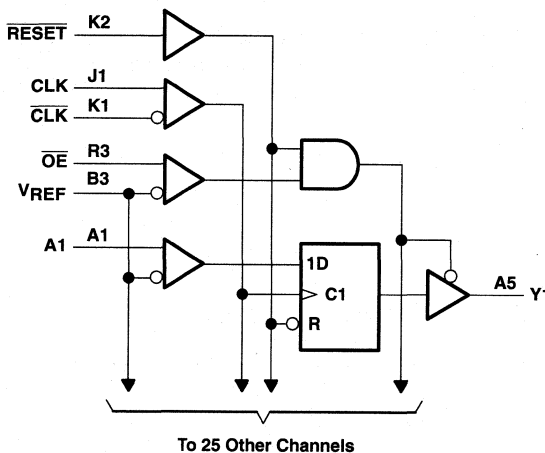 RESET K2
CLK J1
CLK K1
OE R3
VREF B3
A1 A1
1D
C1
R
A5
Y1
To 25 Other Channels